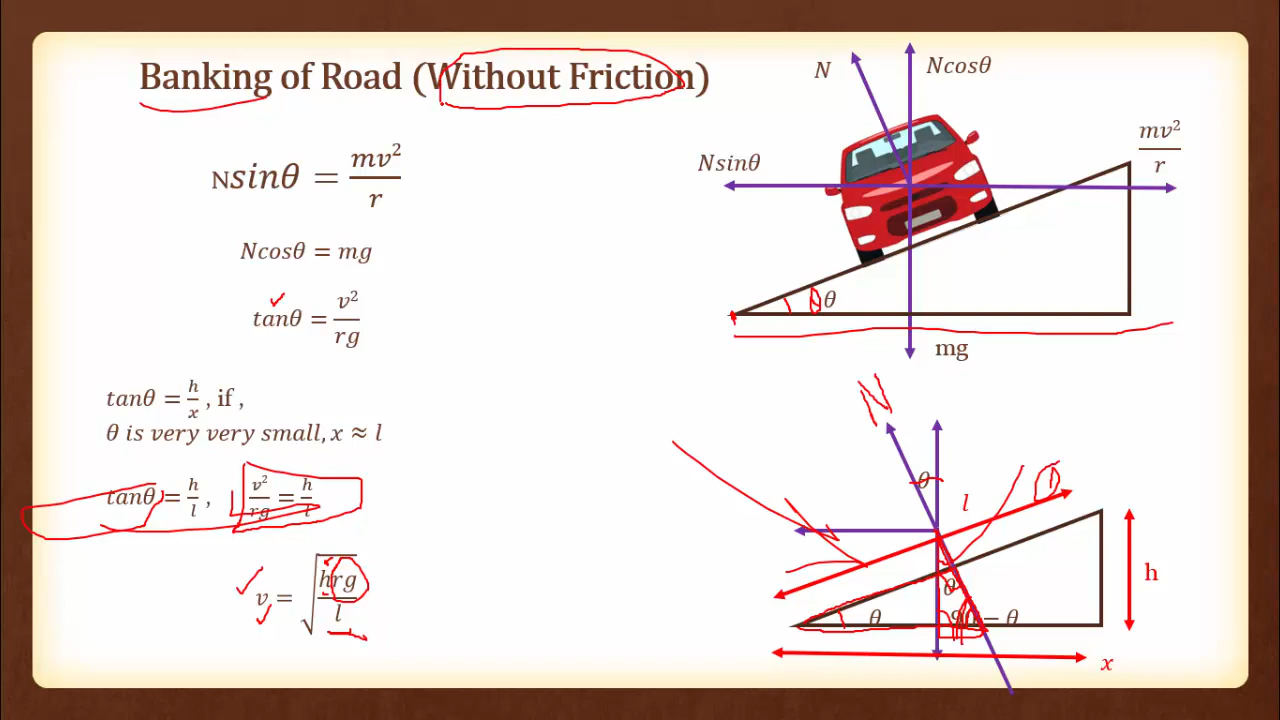 Banking of Road (Without Friction)
Nsinθ = mv²/r
Ncosθ = mg
tanθ = v²/rg
tanθ = h/x , if ,
θ is very very small, x ≈ l
tanθ = h/l , v²/rg = h/l
v = √(hrg/l)
N
Ncosθ
Nsinθ
mv²/r
θ
mg
N
θ
l
h
θ
θ
90 − θ
x